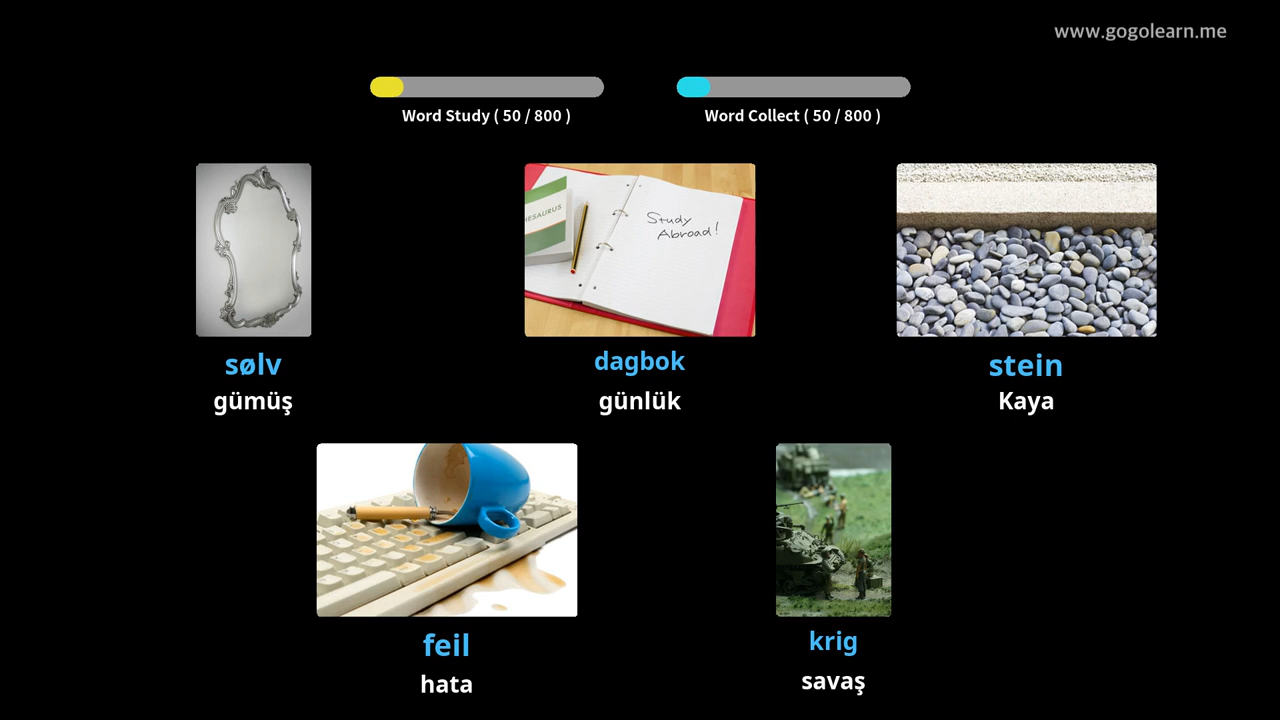 www.gogolearn.me
Word Study ( 50 / 800 )
Word Collect ( 50 / 800 )
HESAURUS
Study
Abroad!
sølv
gümüş
dagbok
günlük
stein
Kaya
feil
hata
krig
savaş